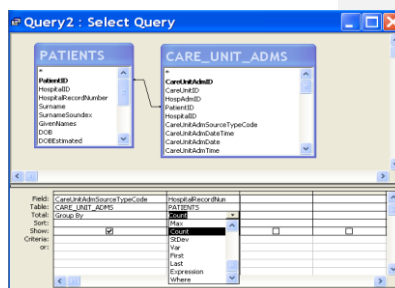 Query2 : Select Query
PATIENTS
*
PatientID
HospitalID
HospitalRecordNumber
Surname
SurnameSoundex
GivenNames
DOB
DOBEstimated
CARE_UNIT_ADMS
*
CareUnitAdmID
CareUnitID
HospAdmID
PatientID
HospitalID
CareUnitAdmSourceTypeCode
CareUnitAdmDateTime
CareUnitAdmDate
CareUnitAdmTime
Field: CareUnitAdmSourceTypeCode HospitalRecordNum
Table: CARE_UNIT_ADMS PATIENTS
Total: Group By Count
Sort: Max
Show: Count
Criteria: StDev
or: Var
First
Last
Expression
Where